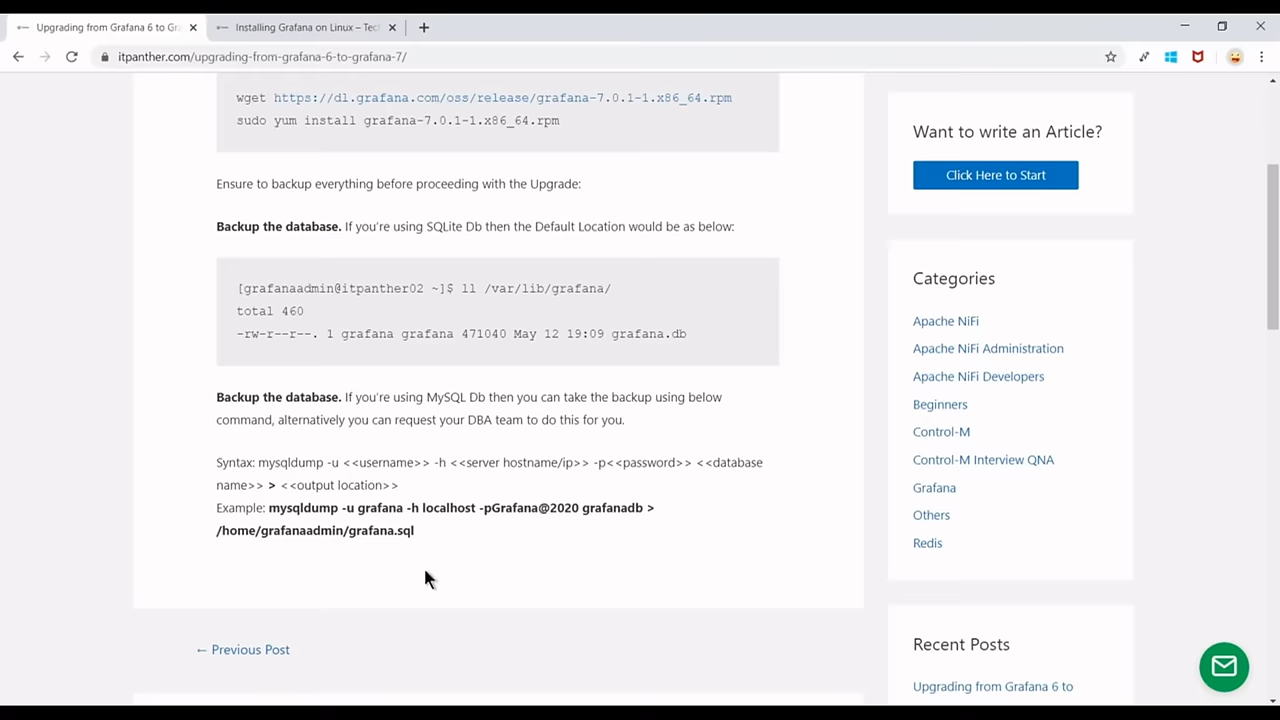 Upgrading from Grafana 6 to Gra
Installing Grafana on Linux – Tec
itpanther.com/upgrading-from-grafana-6-to-grafana-7/
wget https://dl.grafana.com/oss/release/grafana-7.0.1-1.x86_64.rpm
sudo yum install grafana-7.0.1-1.x86_64.rpm
Ensure to backup everything before proceeding with the Upgrade:
Backup the database. If you're using SQLite Db then the Default Location would be as below:
[grafanaadmin@itpanther02 ~]$ ll /var/lib/grafana/
total 460
-rw-r--r--. 1 grafana grafana 471040 May 12 19:09 grafana.db
Backup the database. If you're using MySQL Db then you can take the backup using below
command, alternatively you can request your DBA team to do this for you.
Syntax: mysqldump -u <<username>> -h <<server hostname/ip>> -p<<password>> <<database
name>> > <<output location>>
Example: mysqldump -u grafana -h localhost -pGrafana@2020 grafanadb >
/home/grafanaadmin/grafana.sql
← Previous Post
Want to write an Article?
Click Here to Start
Categories
Apache NiFi
Apache NiFi Administration
Apache NiFi Developers
Beginners
Control-M
Control-M Interview QNA
Grafana
Others
Redis
Recent Posts
Upgrading from Grafana 6 to